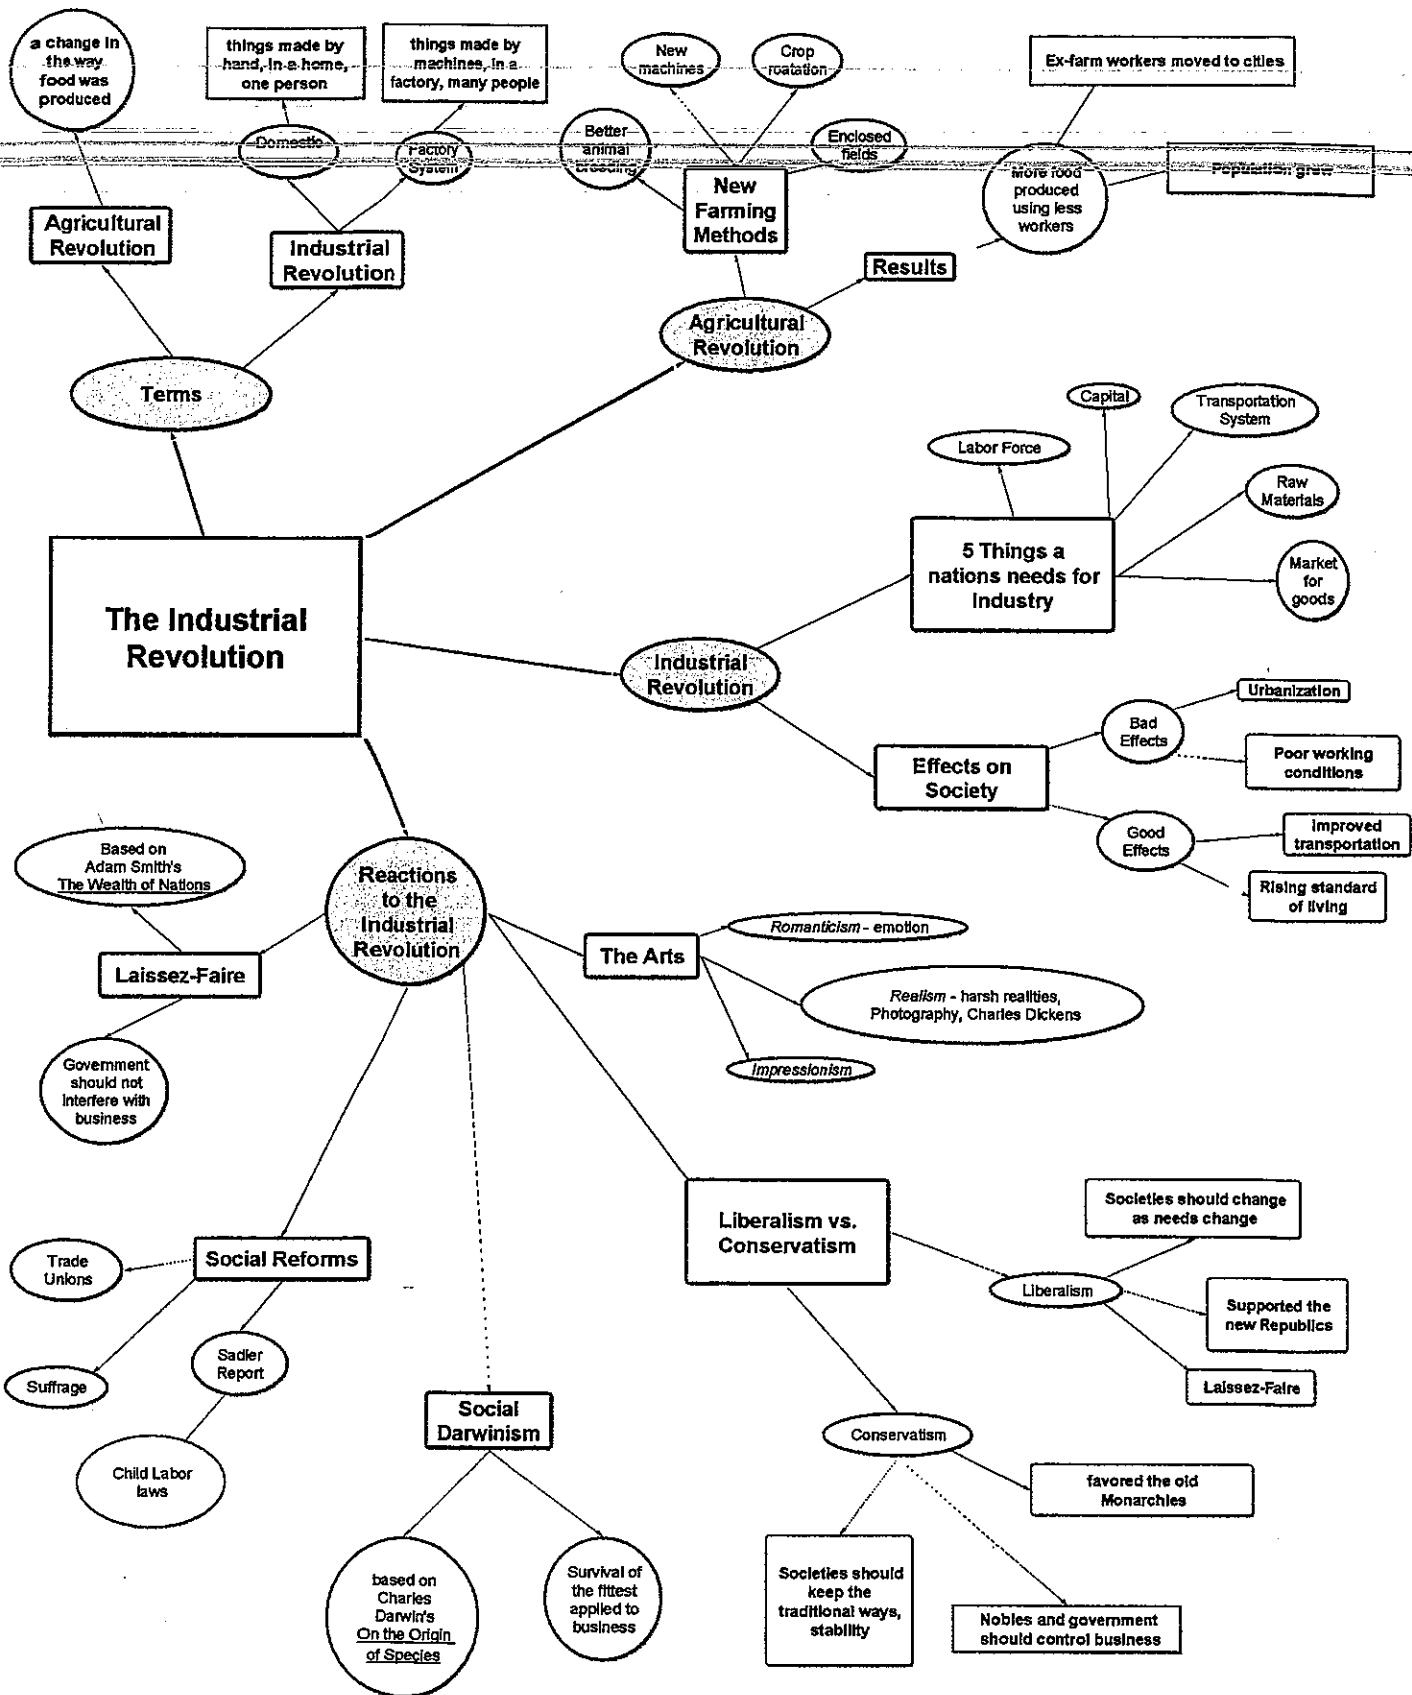 a change in
the way
food was
produced
things made by
hand, in a home,
one person
things made by
machines, in a
factory, many people
New
machines
Crop
roatation
Ex-farm workers moved to cities
Domestic
Factory
System
Better
animal
Breeding
Enclosed
fields
More food
produced
using less
workers
Population grew
Agricultural
Revolution
Industrial
Revolution
New
Farming
Methods
Results
Agricultural
Revolution
Terms
Capital
Transportation
System
Labor Force
Raw
Materials
5 Things a
nations needs for
Industry
Market
for
goods
The Industrial
Revolution
Industrial
Revolution
Urbanization
Bad
Effects
Effects on
Society
Poor working
conditions
Good
Effects
Improved
transportation
Rising standard
of living
Based on
Adam Smith's
The Wealth of Nations
Reactions
to the
Industrial
Revolution
Laissez-Faire
The Arts
Romanticism - emotion
Realism - harsh realities,
Photography, Charles Dickens
Impressionism
Government
should not
interfere with
business
Liberalism vs.
Conservatism
Societies should change
as needs change
Social Reforms
Trade
Unions
Liberalism
Supported the
new Republics
Sadler
Report
Suffrage
Laissez-Faire
Social
Darwinism
Conservatism
Child Labor
laws
favored the old
Monarchies
based on
Charles
Darwin's
On the Origin
of Species
Survival of
the fittest
applied to
business
Societies should
keep the
traditional ways,
stability
Nobles and government
should control business